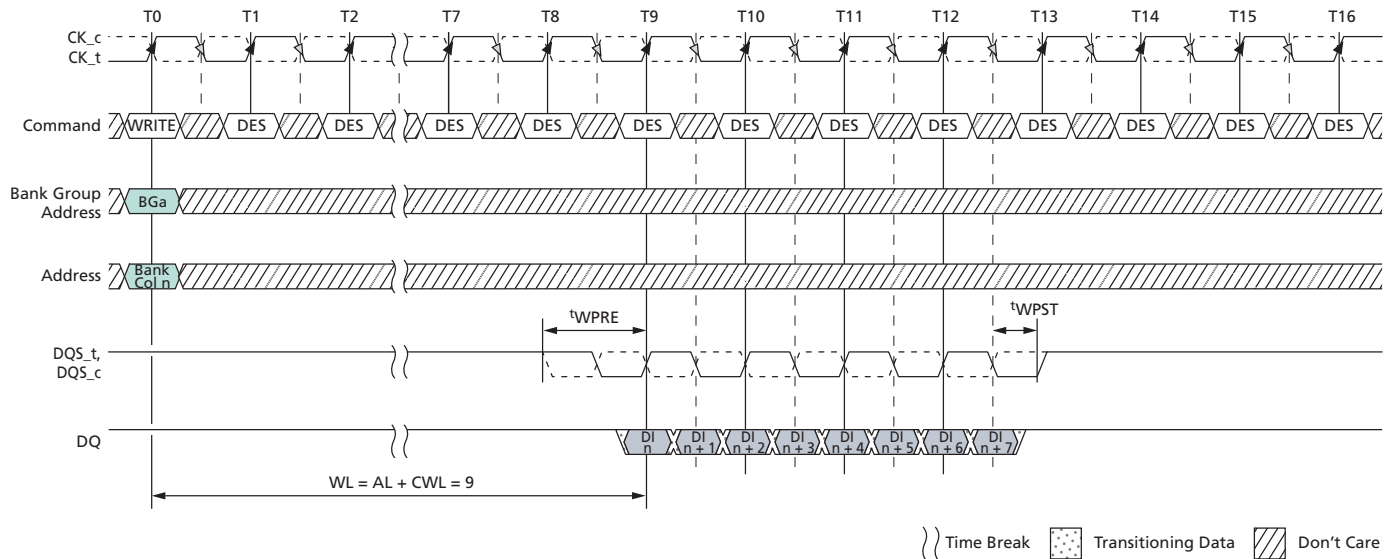 T0 T1 T2 T7 T8 T9 T10 T11 T12 T13 T14 T15 T16
CK_c
CK_t
Command WRITE DES DES DES DES DES DES DES DES DES DES DES DES
Bank Group
Address
BGa
Address
Bank
Col n
tWPRE
tWPST
DQS_t,
DQS_c
DQ
DI DI DI DI DI DI DI DI
n n + 1 n + 2 n + 3 n + 4 n + 5 n + 6 n + 7
WL = AL + CWL = 9
Time Break Transitioning Data Don't Care